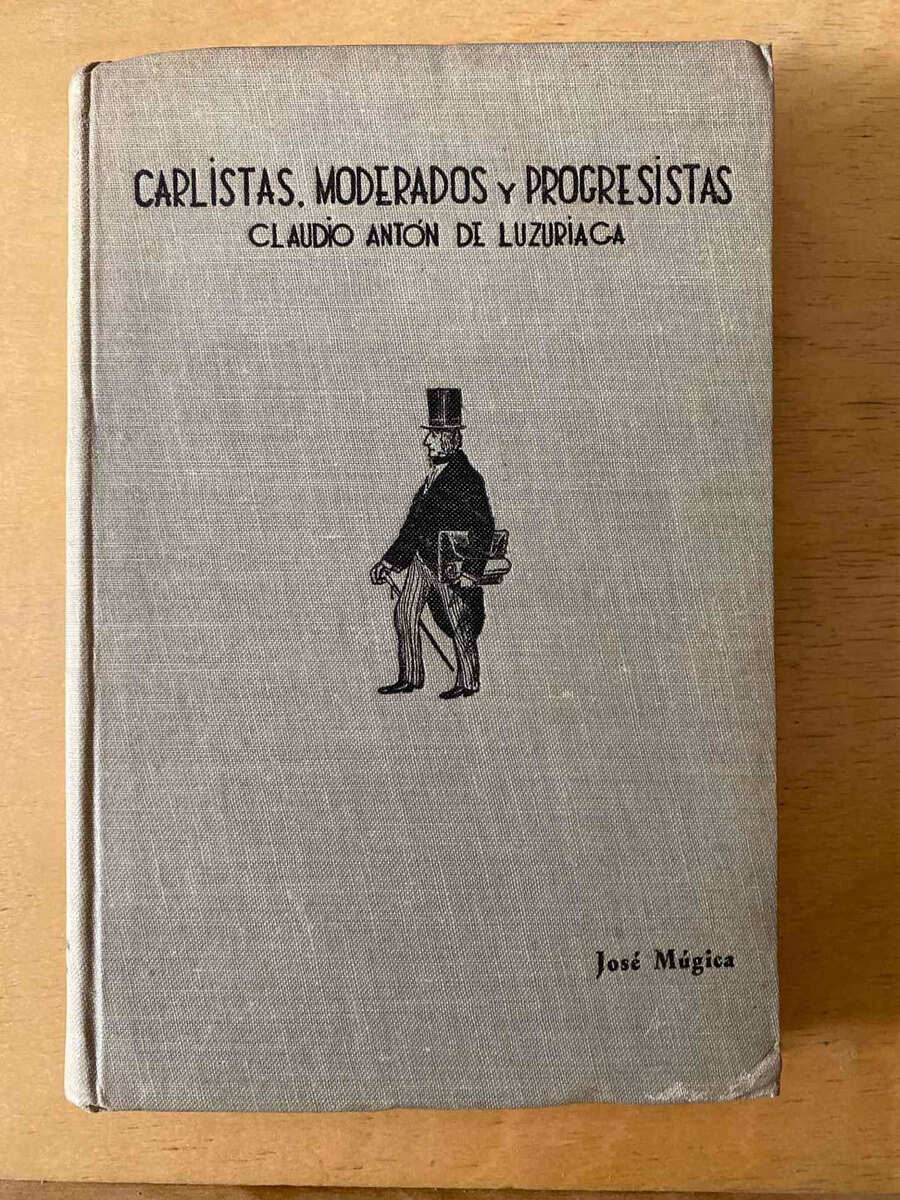 CARLISTAS, MODERADOS Y PROGRESISTAS
CLAUDIO ANTÓN DE LUZURIAGA
José Múgica